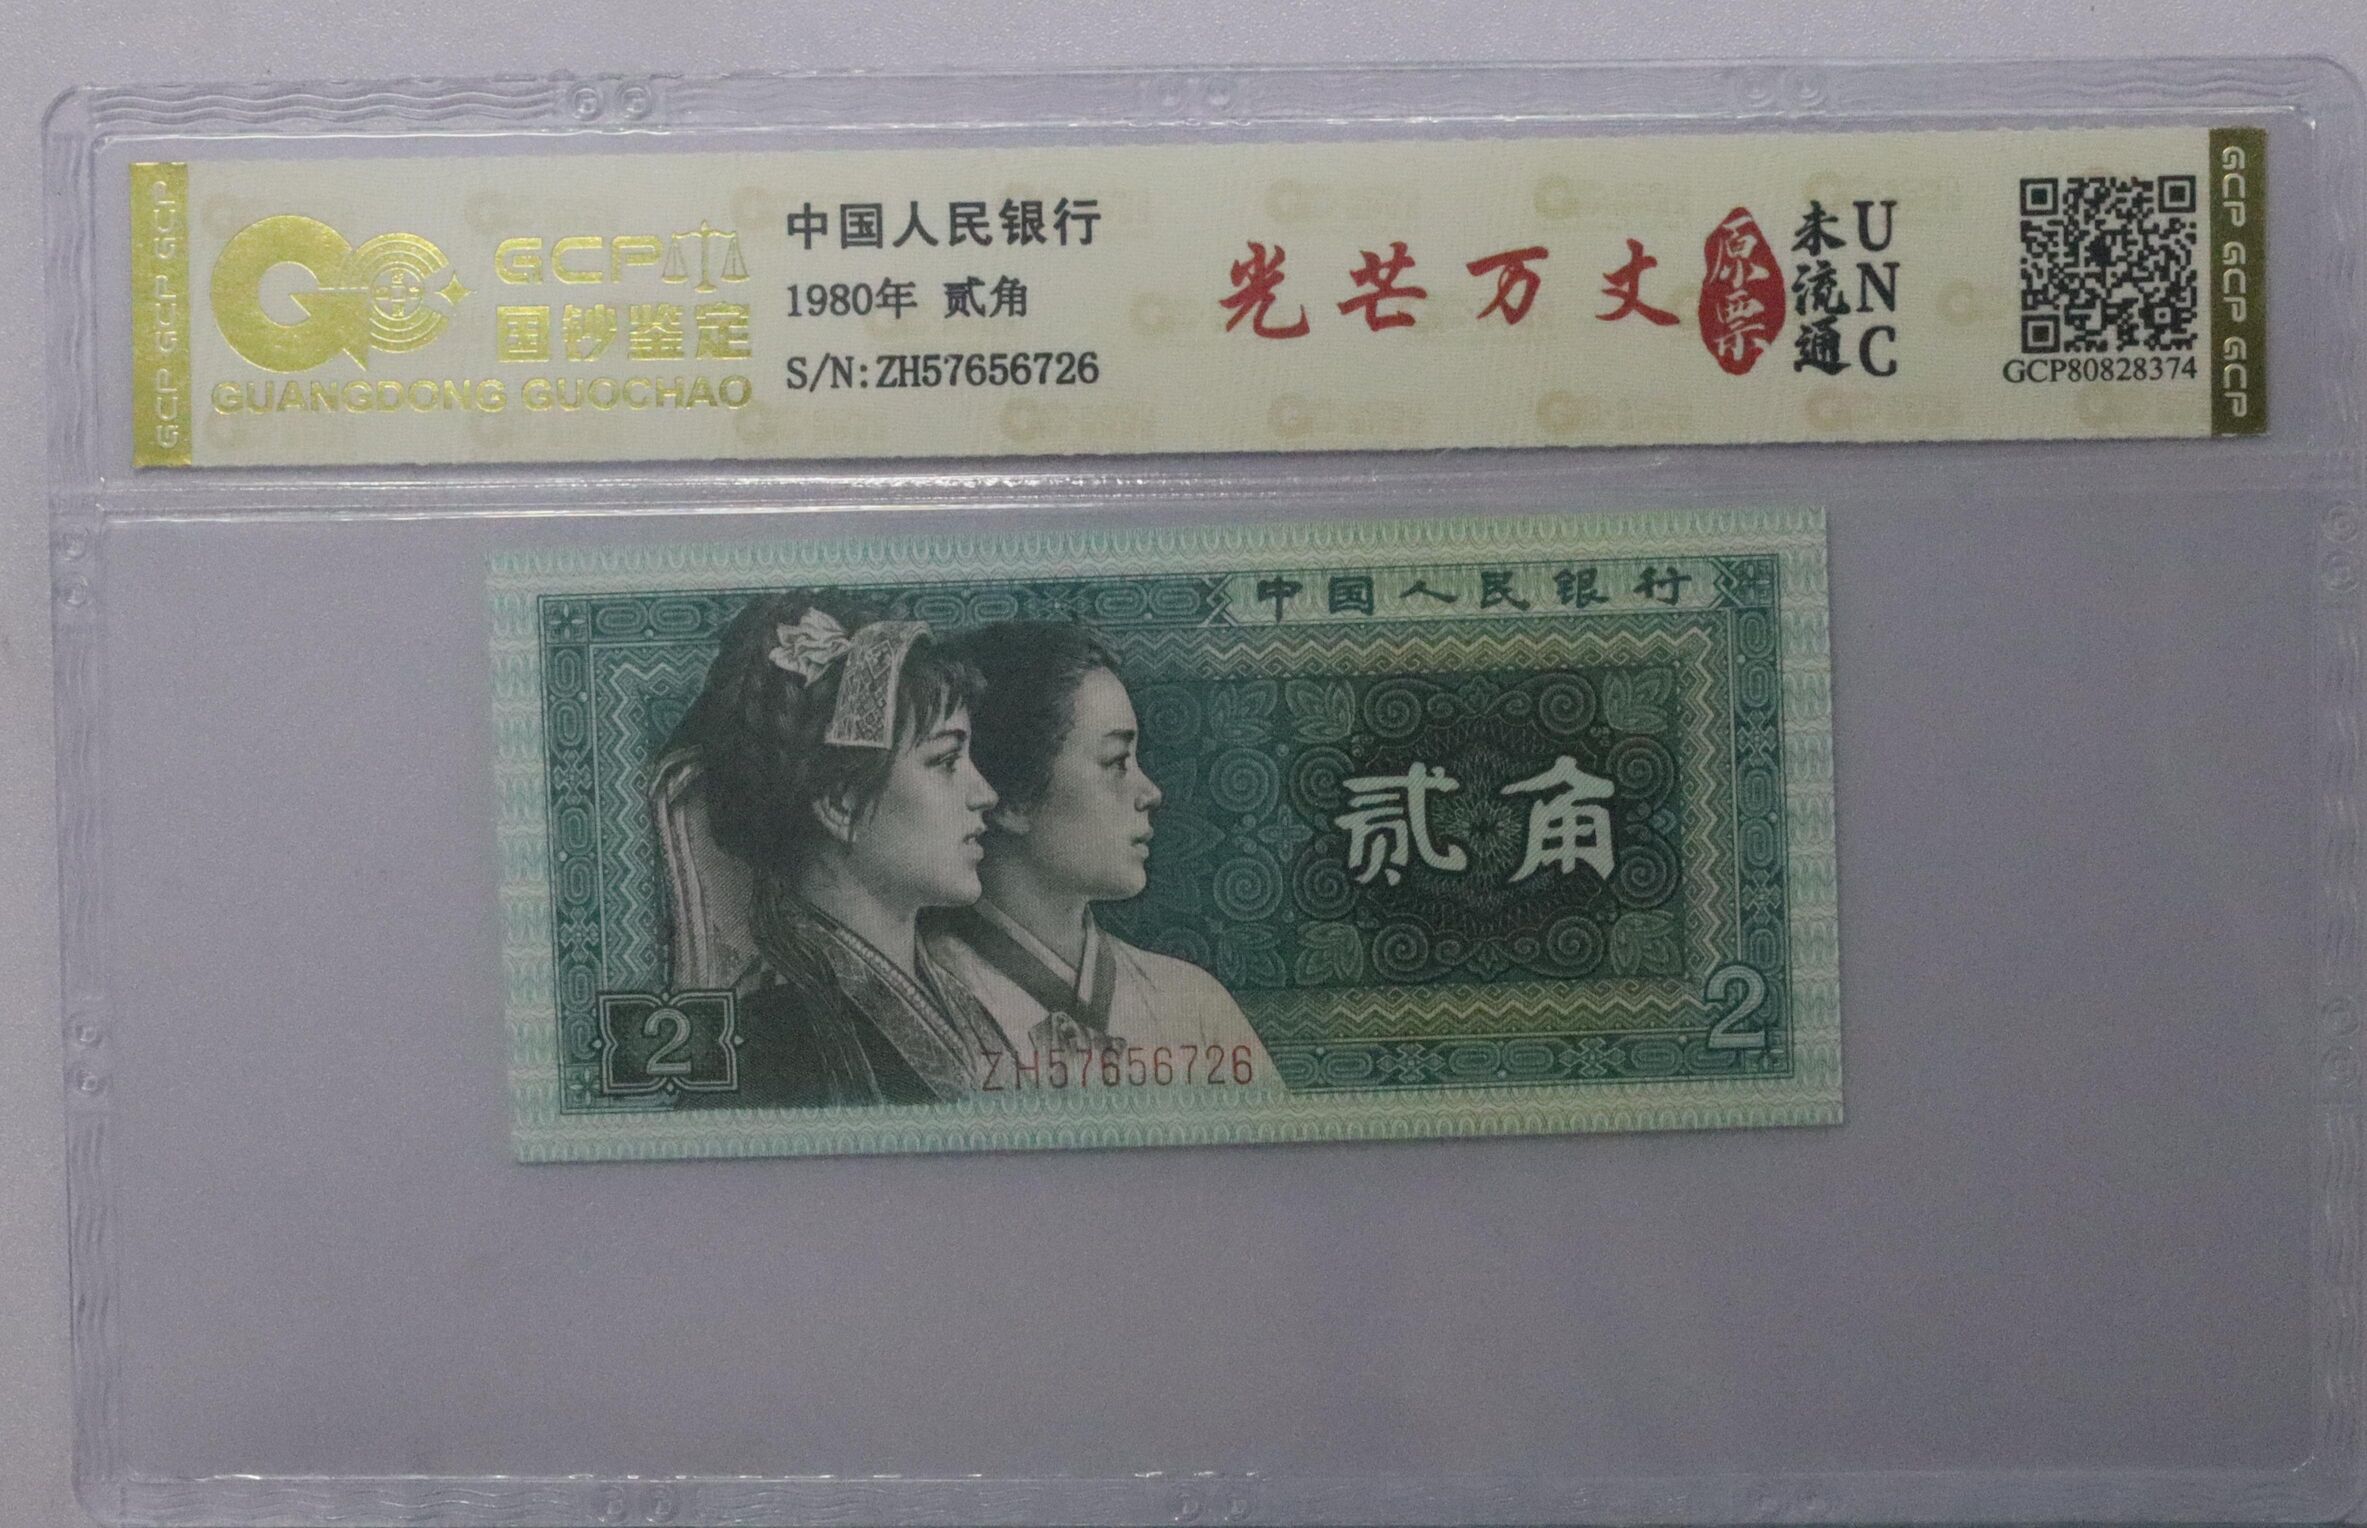 GCP GCP GCP
GCP
国钞鉴定
GUANGDONG GUOCHAO
中国人民银行
1980年 贰角
S/N:ZH57656726
光芒万丈
原票
未流通
UNC
GCP80828374
GCP GCP GCP
中国人民银行
贰角
2
2
ZH57656726